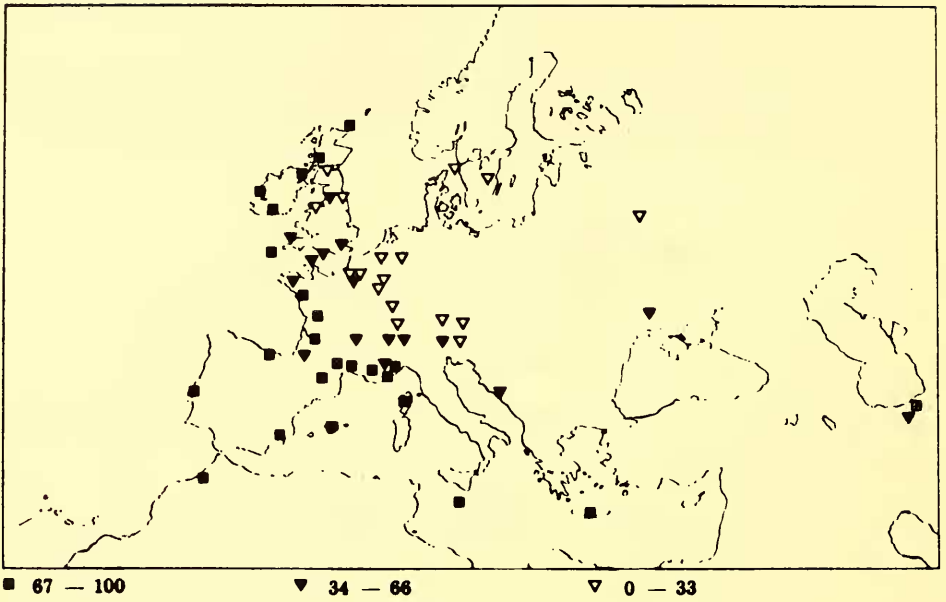 ■ 67 — 100 ▼ 34 — 66 ▽ 0 — 33